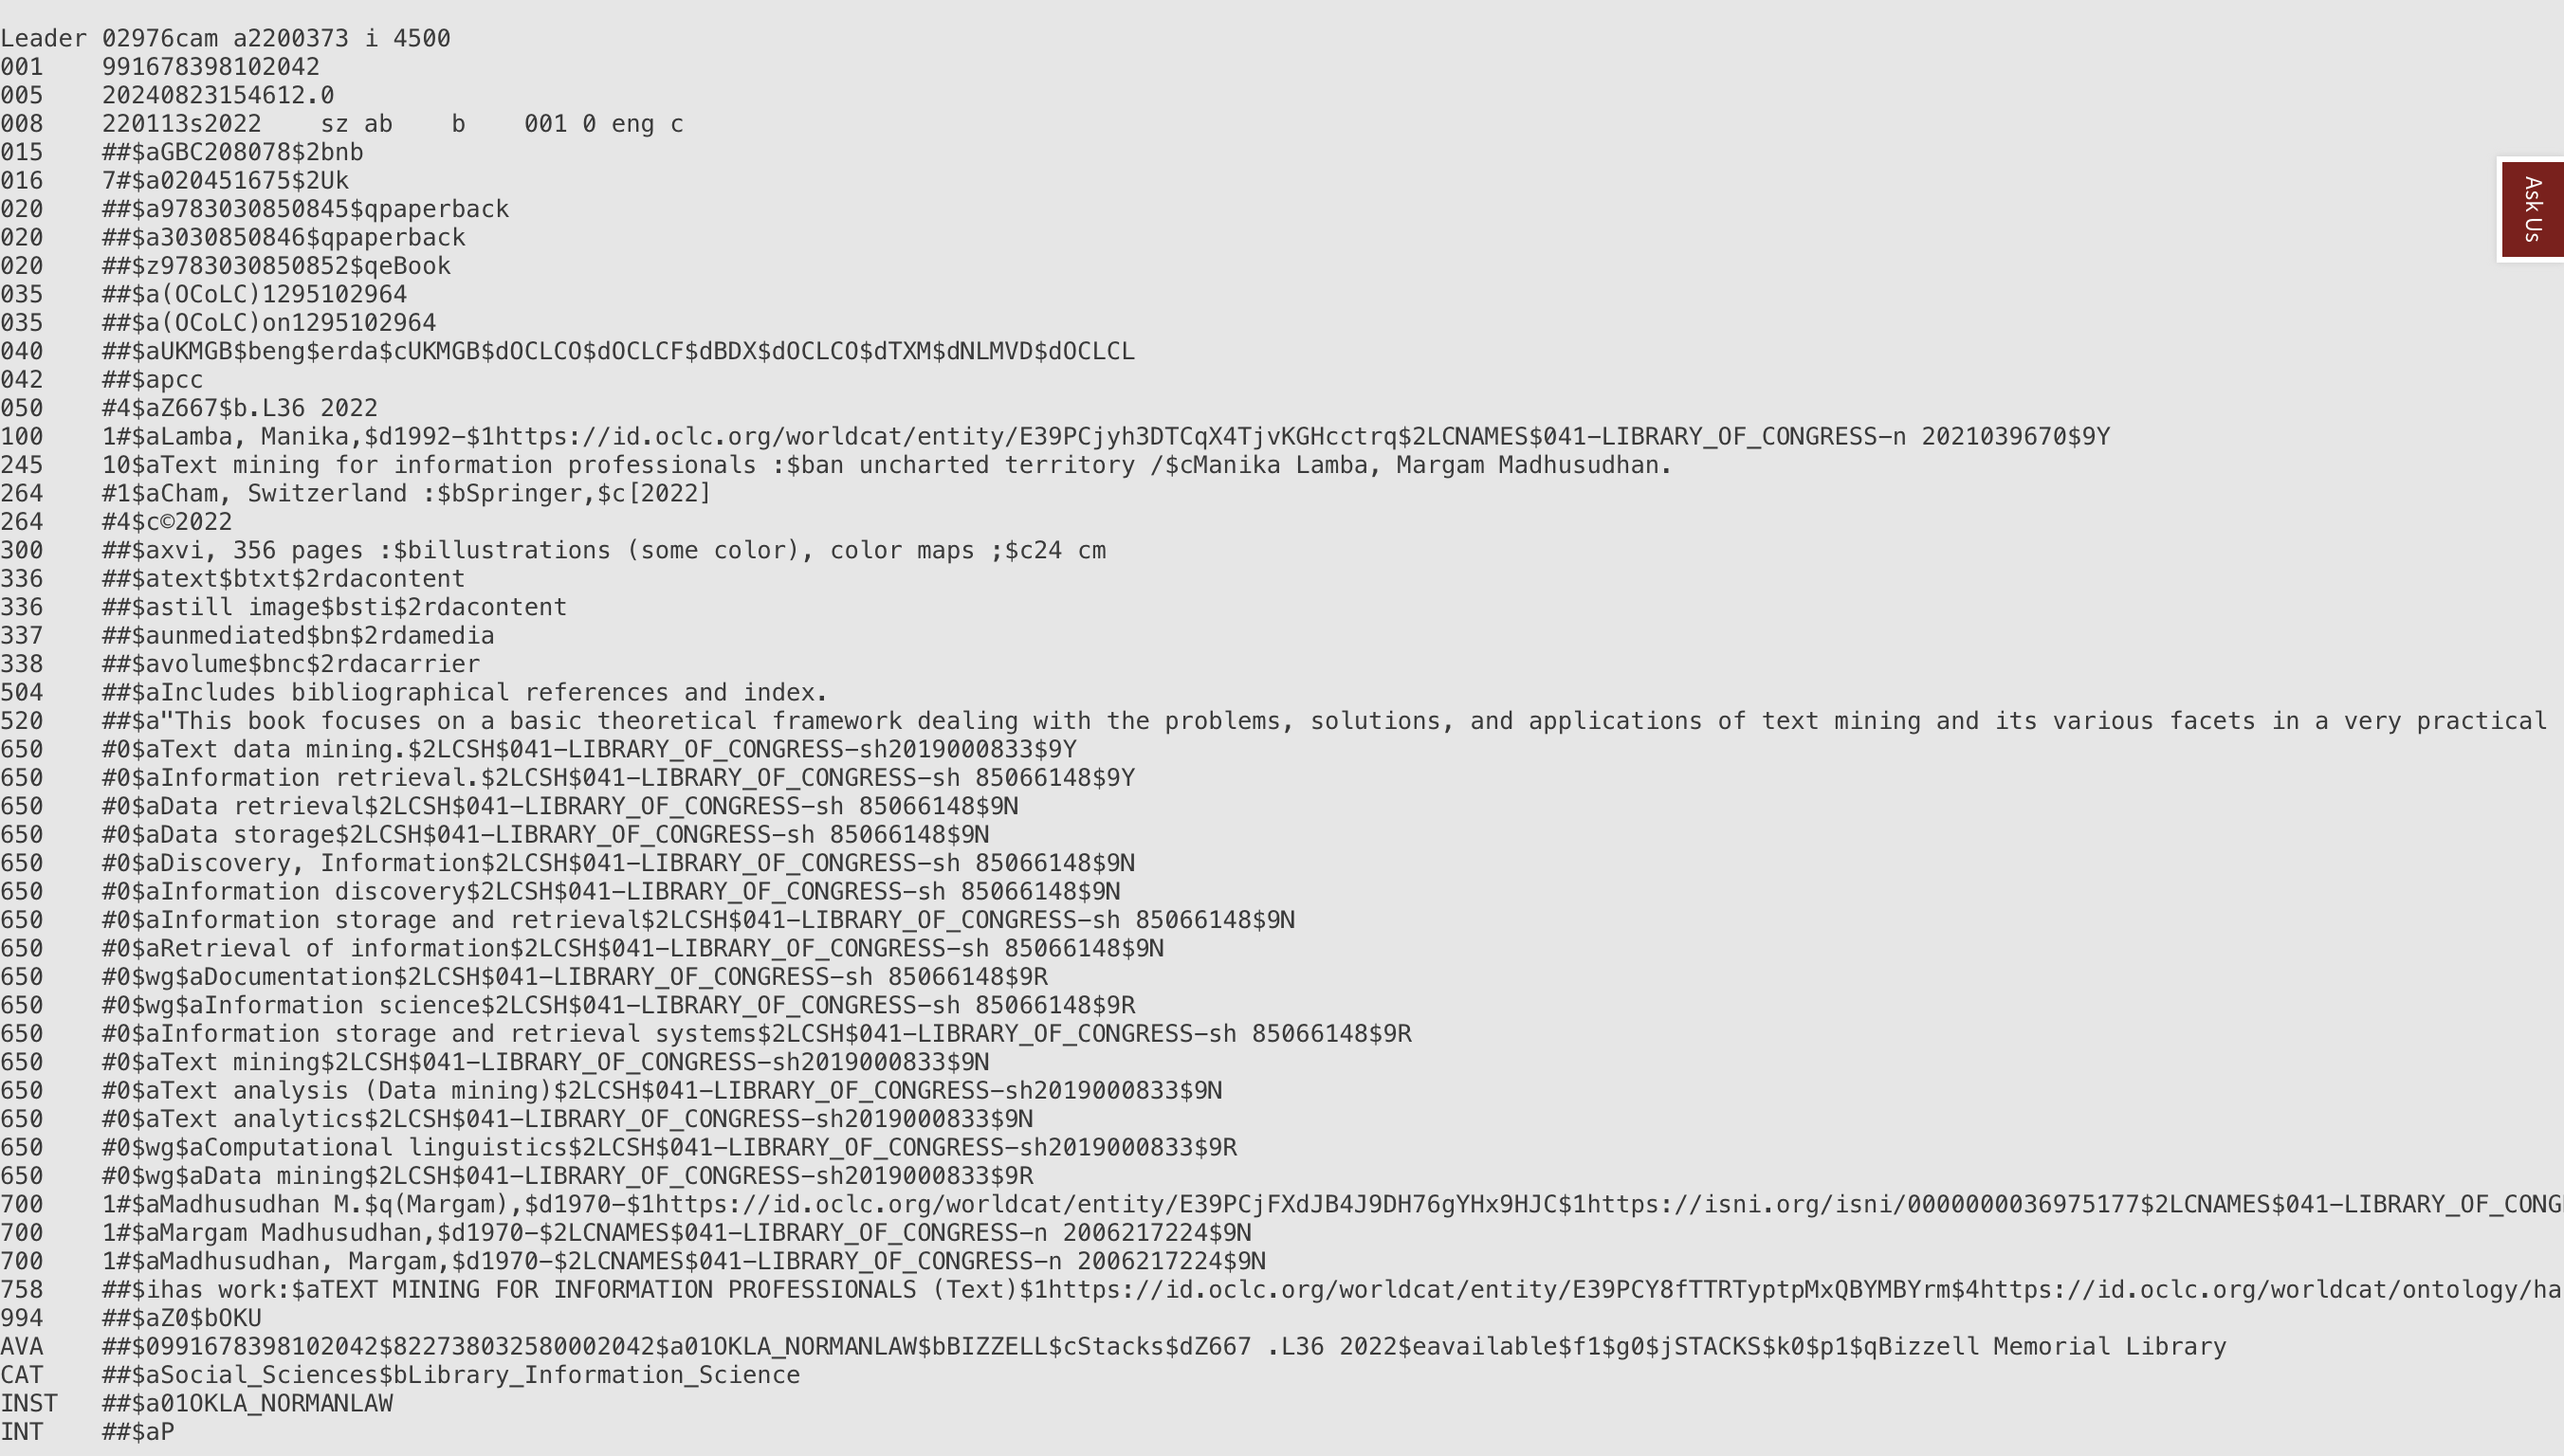 Leader 02976cam a2200373 i 4500
001 991678398102042
005 20240823154612.0
008 220113s2022    sz ab    b    001 0 eng c
015 ##$aGBC208078$2bnb
016 7#$a020451675$2Uk
020 ##$a9783030850845$qpaperback
020 ##$a3030850846$qpaperback
020 ##$z9783030850852$qeBook
035 ##$a(OCoLC)1295102964
035 ##$a(OCoLC)on1295102964
040 ##$aUKMGB$beng$erda$cUKMGB$dOCLCO$dOCLCF$dBDX$dOCLCO$dTXM$dNLMVD$dOCLCL
042 ##$apcc
050 #4$aZ667$b.L36 2022
100 1#$aLamba, Manika,$d1992-$1https://id.oclc.org/worldcat/entity/E39PCjyh3DTCqX4TjvKGHcctrq$2LCNAMES$041-LIBRARY_OF_CONGRESS-n 2021039670$9Y
245 10$aText mining for information professionals :$ban uncharted territory /$cManika Lamba, Margam Madhusudhan.
264 #1$aCham, Switzerland :$bSpringer,$c[2022]
264 #4$c©2022
300 ##$axvi, 356 pages :$billustrations (some color), color maps ;$c24 cm
336 ##$atext$btxt$2rdacontent
336 ##$astill image$bsti$2rdacontent
337 ##$aunmediated$bn$2rdamedia
338 ##$avolume$bnc$2rdacarrier
504 ##$aIncludes bibliographical references and index.
520 ##$a"This book focuses on a basic theoretical framework dealing with the problems, solutions, and applications of text mining and its various facets in a very practical
650 #0$aText data mining.$2LCSH$041-LIBRARY_OF_CONGRESS-sh2019000833$9Y
650 #0$aInformation retrieval.$2LCSH$041-LIBRARY_OF_CONGRESS-sh 85066148$9Y
650 #0$aData retrieval$2LCSH$041-LIBRARY_OF_CONGRESS-sh 85066148$9N
650 #0$aData storage$2LCSH$041-LIBRARY_OF_CONGRESS-sh 85066148$9N
650 #0$aDiscovery, Information$2LCSH$041-LIBRARY_OF_CONGRESS-sh 85066148$9N
650 #0$aInformation discovery$2LCSH$041-LIBRARY_OF_CONGRESS-sh 85066148$9N
650 #0$aInformation storage and retrieval$2LCSH$041-LIBRARY_OF_CONGRESS-sh 85066148$9N
650 #0$aRetrieval of information$2LCSH$041-LIBRARY_OF_CONGRESS-sh 85066148$9N
650 #0$wg$aDocumentation$2LCSH$041-LIBRARY_OF_CONGRESS-sh 85066148$9R
650 #0$wg$aInformation science$2LCSH$041-LIBRARY_OF_CONGRESS-sh 85066148$9R
650 #0$aInformation storage and retrieval systems$2LCSH$041-LIBRARY_OF_CONGRESS-sh 85066148$9R
650 #0$aText mining$2LCSH$041-LIBRARY_OF_CONGRESS-sh2019000833$9N
650 #0$aText analysis (Data mining)$2LCSH$041-LIBRARY_OF_CONGRESS-sh2019000833$9N
650 #0$aText analytics$2LCSH$041-LIBRARY_OF_CONGRESS-sh2019000833$9N
650 #0$wg$aComputational linguistics$2LCSH$041-LIBRARY_OF_CONGRESS-sh2019000833$9R
650 #0$wg$aData mining$2LCSH$041-LIBRARY_OF_CONGRESS-sh2019000833$9R
700 1#$aMadhusudhan M.$q(Margam),$d1970-$1https://id.oclc.org/worldcat/entity/E39PCjFXdJB4J9DH76gYHx9HJC$1https://isni.org/isni/0000000036975177$2LCNAMES$041-LIBRARY_OF_CONG
700 1#$aMargam Madhusudhan,$d1970-$2LCNAMES$041-LIBRARY_OF_CONGRESS-n 2006217224$9N
700 1#$aMadhusudhan, Margam,$d1970-$2LCNAMES$041-LIBRARY_OF_CONGRESS-n 2006217224$9N
758 ##$ihas work:$aTEXT MINING FOR INFORMATION PROFESSIONALS (Text)$1https://id.oclc.org/worldcat/entity/E39PCY8fTTRTyptpMxQBYMBYrm$4https://id.oclc.org/worldcat/ontology/ha
994 ##$aZ0$bOKU
AVA ##$0991678398102042$822738032580002042$a01OKLA_NORMANLAW$bBIZZELL$cStacks$dZ667 .L36 2022$eavailable$f1$g0$jSTACKS$k0$p1$qBizzell Memorial Library
CAT ##$aSocial_Sciences$bLibrary_Information_Science
INST ##$a01OKLA_NORMANLAW
INT ##$aP
Ask Us